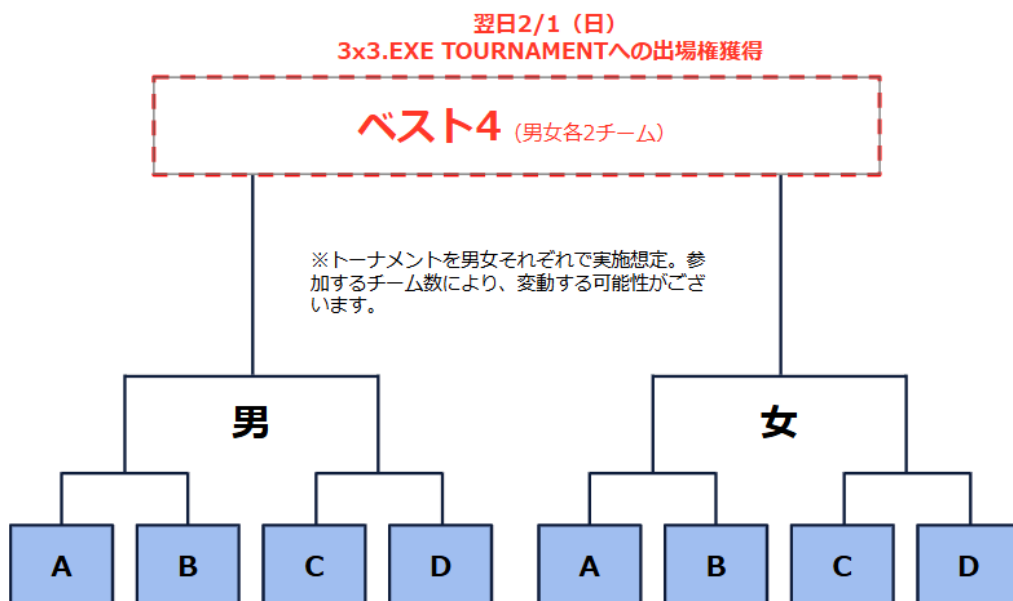 翌日2/1（日）
3x3.EXE TOURNAMENTへの出場権獲得
ベスト4（男女各2チーム）
※トーナメントを男女それぞれで実施想定。参
加するチーム数により、変動する可能性がござ
います。
男 女
A B C D A B C D